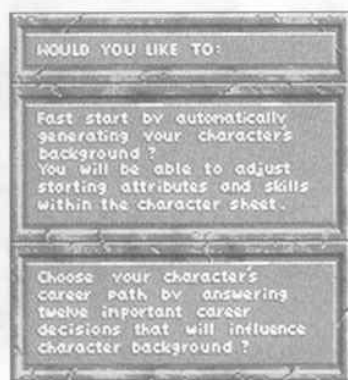 WOULD YOU LIKE TO:
Fast start by automatically
generating your character's
background ?
You will be able to adjust
starting attributes and skills
within the character sheet.
Choose your character's
career path by answering
twelve important career
decisions that will influence
character background ?